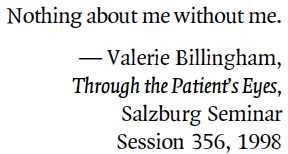 Nothing about me without me.
— Valerie Billingham,
Through the Patient's Eyes,
Salzburg Seminar
Session 356, 1998